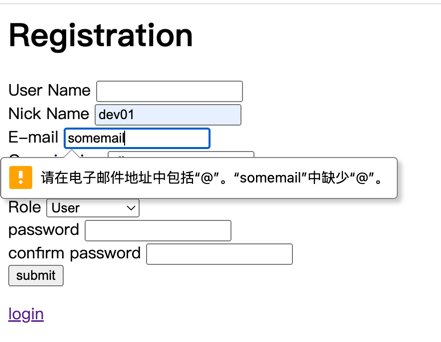 Registration
User Name
Nick Name dev01
E-mail somemail
请在电子邮件地址中包括“@”。“somemail”中缺少“@”。
Role User
password
confirm password
submit
login